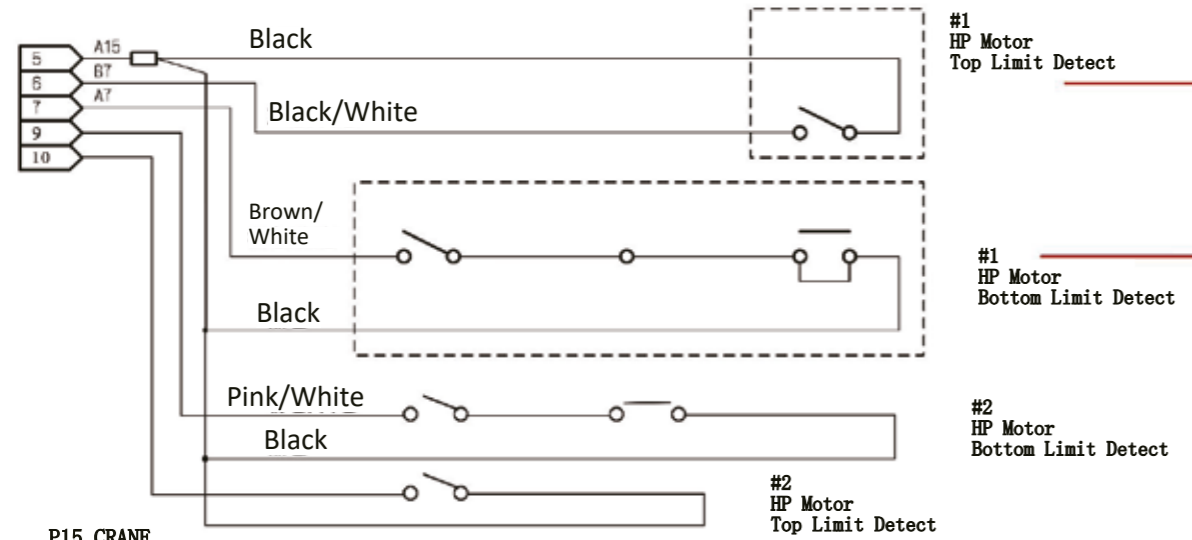 Black
#1
HP Motor
Top Limit Detect
A15
5
B7
6
A7
7
Black/White
9
10
Brown/
White
#1
HP Motor
Bottom Limit Detect
Black
Pink/White
#2
HP Motor
Bottom Limit Detect
Black
#2
HP Motor
Top Limit Detect
P15 CRANE